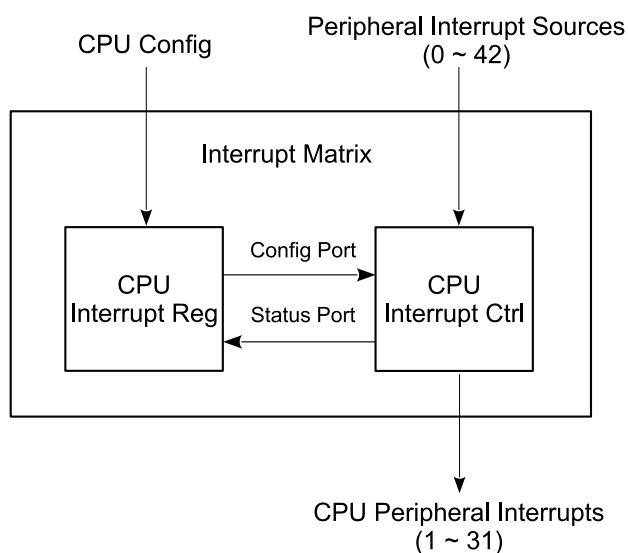 CPU Config
Peripheral Interrupt Sources
(0 ~ 42)
Interrupt Matrix
CPU
Interrupt Reg
Config Port
Status Port
CPU
Interrupt Ctrl
CPU Peripheral Interrupts
(1 ~ 31)